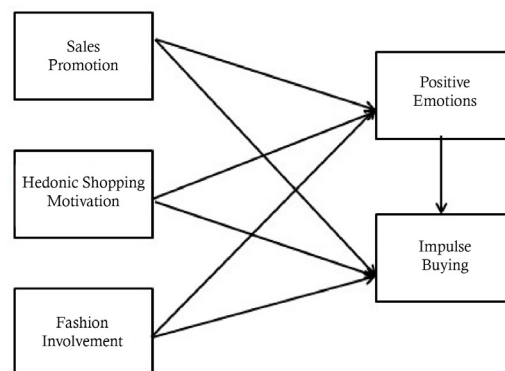 Sales
Promotion
Positive
Emotions
Hedonic Shopping
Motivation
Impulse
Buying
Fashion
Involvement